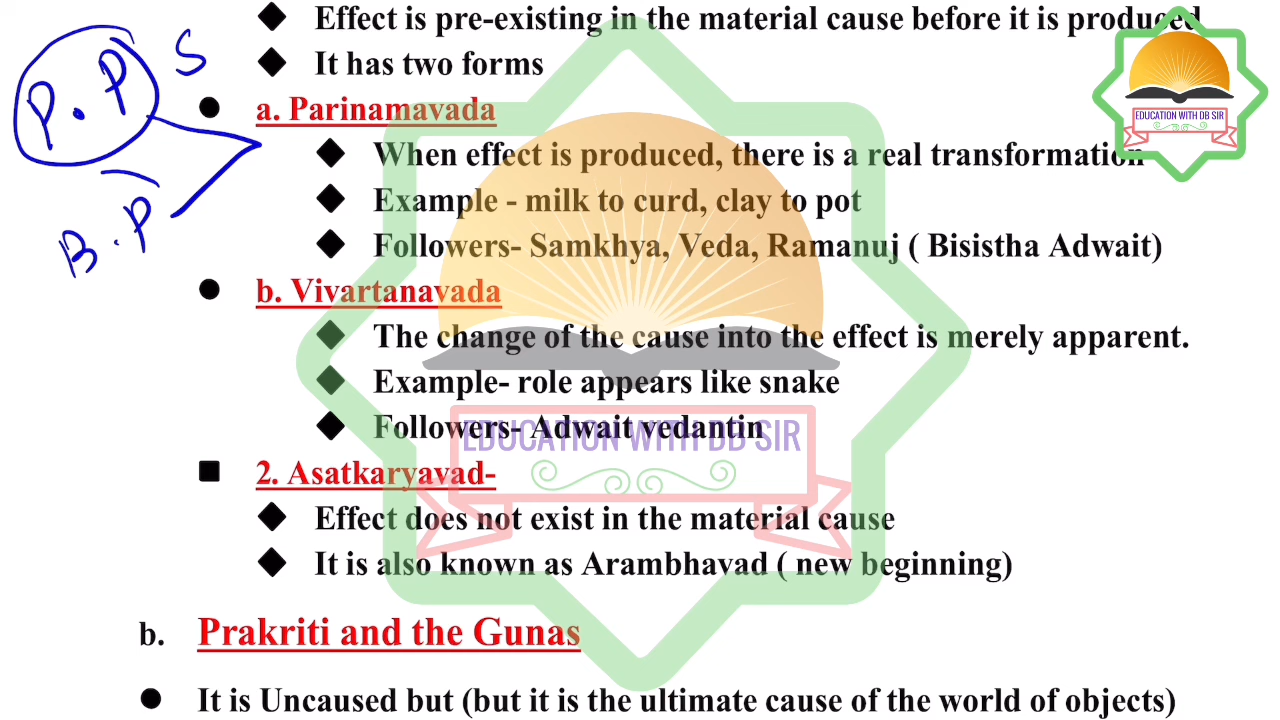 Effect is pre-existing in the material cause before it is produced
It has two forms
P.P S
a. Parinamavada
When effect is produced, there is a real transformation
Example - milk to curd, clay to pot
Followers- Samkhya, Veda, Ramanuj ( Bisistha Adwait)
B.P
b. Vivartanavada
The change of the cause into the effect is merely apparent.
Example- role appears like snake
Followers- Adwait vedantin
2. Asatkaryavad-
Effect does not exist in the material cause
It is also known as Arambhavad ( new beginning)
b. Prakriti and the Gunas
It is Uncaused but (but it is the ultimate cause of the world of objects)
EDUCATION WITH DB SIR
EDUCATION WITH DB SIR